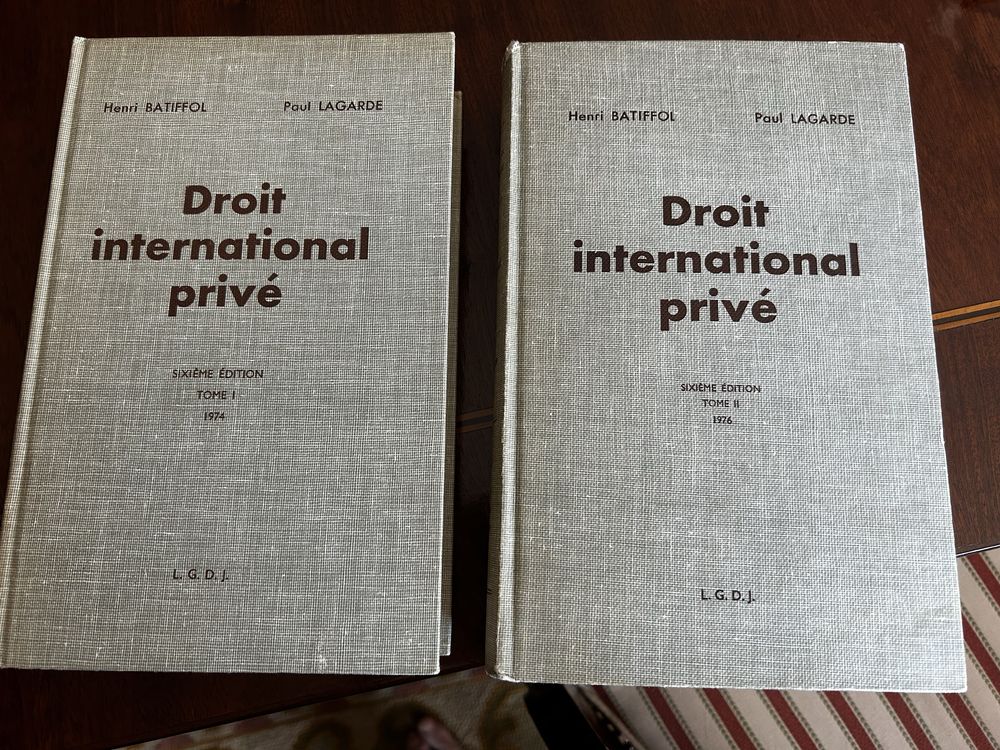 Henri BATIFFOL Paul LAGARDE
Droit
international
privé
SIXIÈME ÉDITION
TOME I
1974
L. G. D. J.
Henri BATIFFOL Paul LAGARDE
Droit
international
privé
SIXIÈME ÉDITION
TOME II
1976
L. G. D. J.